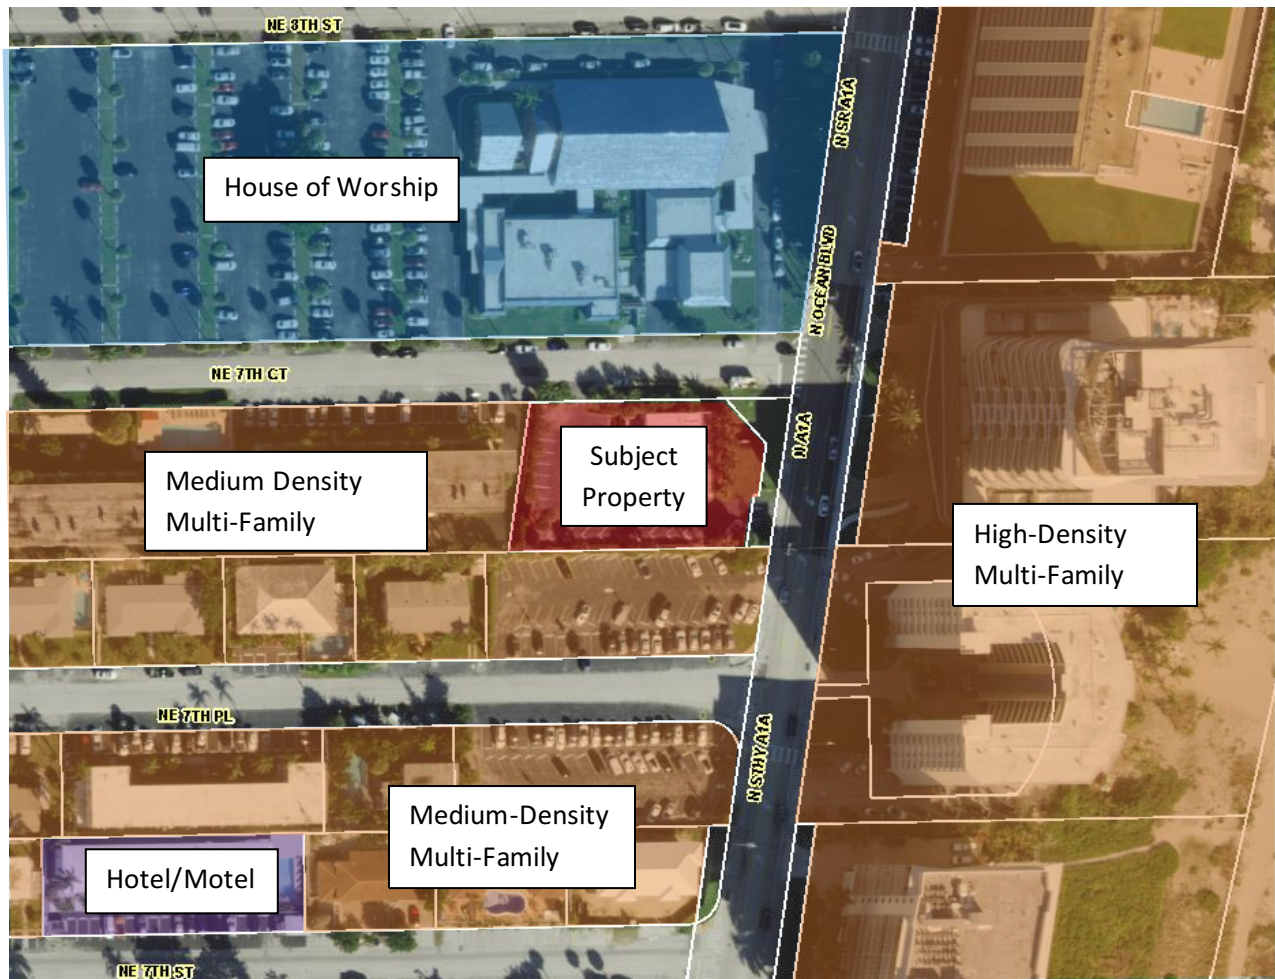 NE 8TH ST
N SR A1A
House of Worship
N OCEAN BLVD
NE 7TH CT
N A1A
Subject
Property
Medium Density
Multi-Family
High-Density
Multi-Family
NE 7TH PL
N STHY A1A
Medium-Density
Multi-Family
Hotel/Motel
NE 7TH ST